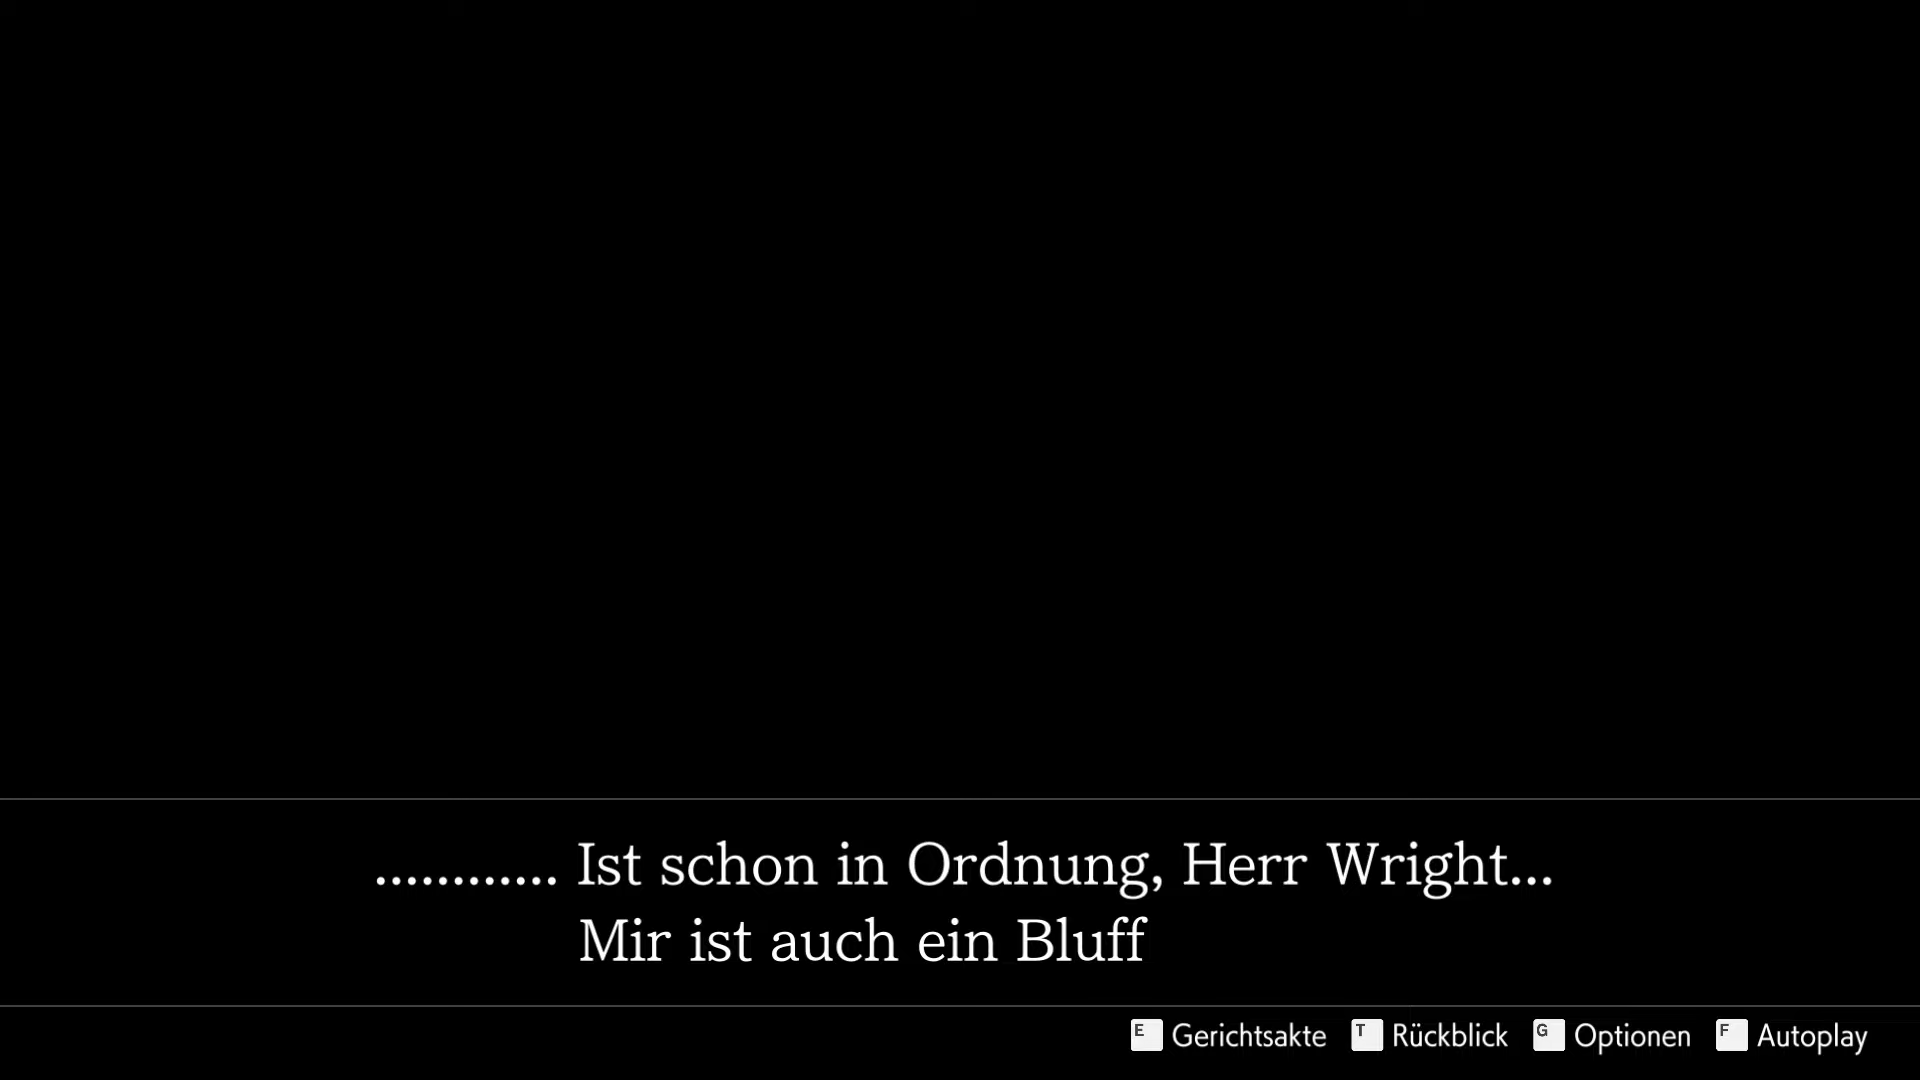 ............ Ist schon in Ordnung, Herr Wright...
Mir ist auch ein Bluff
E Gerichtsakte T Rückblick G Optionen F Autoplay